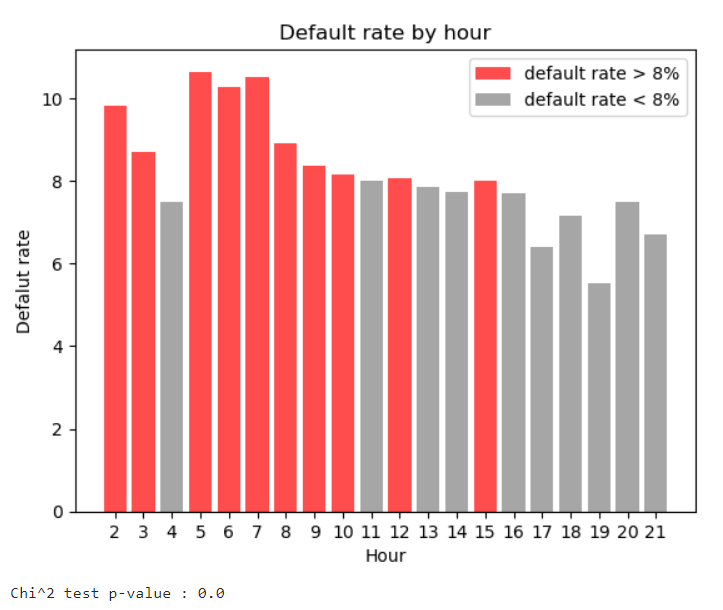 Default rate by hour
default rate > 8%
default rate < 8%
10
8
6
4
2
0
Defalut rate
2 3 4 5 6 7 8 9 10 11 12 13 14 15 16 17 18 19 20 21
Hour
Chi^2 test p-value : 0.0